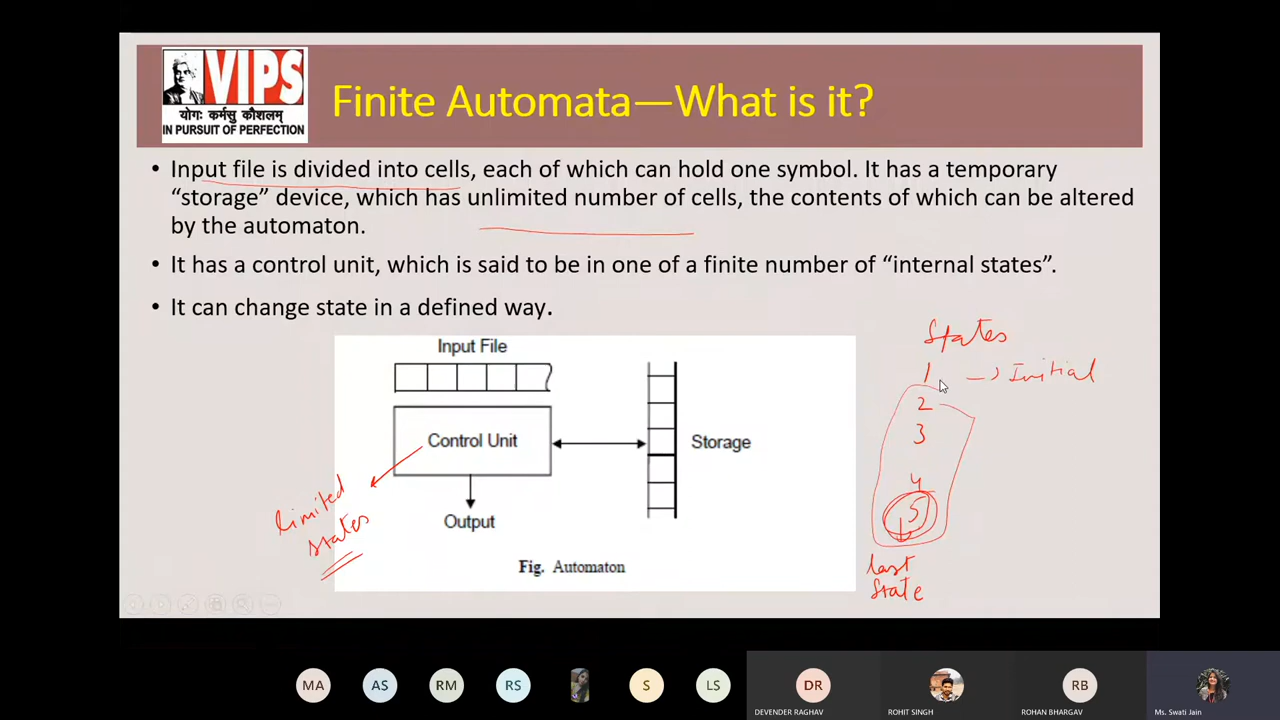 VIPS
योगः कर्मसु कौशलम्
IN PURSUIT OF PERFECTION
Finite Automata—What is it?
• Input file is divided into cells, each of which can hold one symbol. It has a temporary
“storage” device, which has unlimited number of cells, the contents of which can be altered
by the automaton.
• It has a control unit, which is said to be in one of a finite number of “internal states”.
• It can change state in a defined way.
Input File
Control Unit
Storage
Output
Fig. Automaton
limited
states
States
1 → Initial
2
3
4
5
last
State
MA
AS
RM
RS
S
LS
DR
RB
DEVENDER RAGHAV
ROHIT SINGH
ROHAN BHARGAV
Ms. Swati Jain